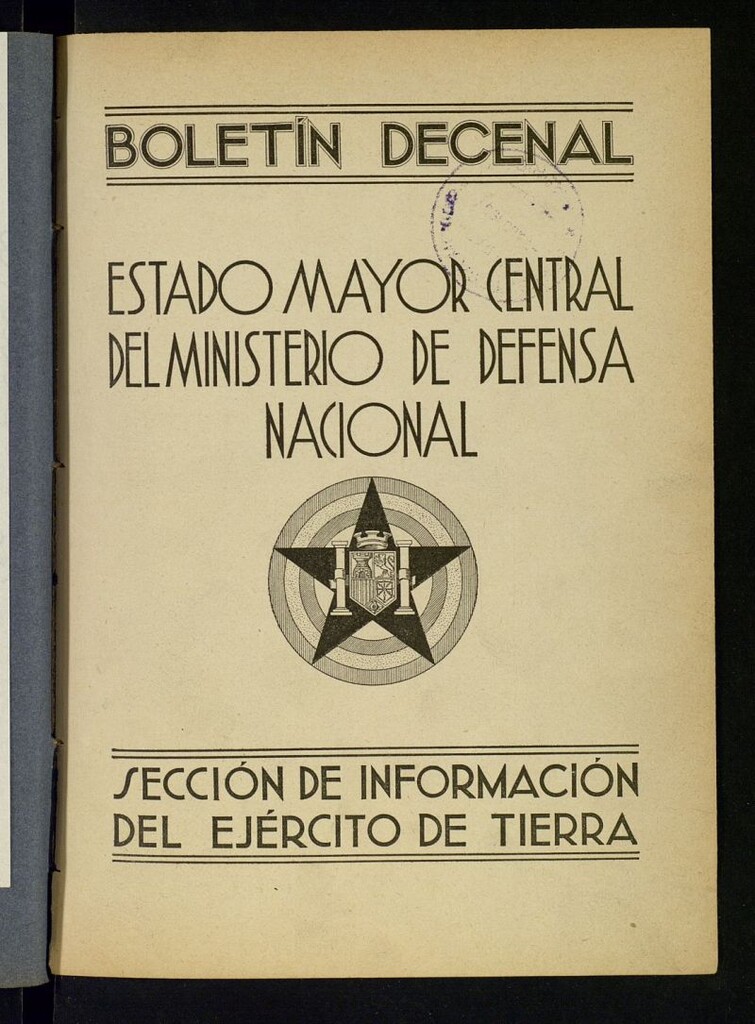 BOLETÍN DECENAL
ESTADO MAYOR CENTRAL
DEL MINISTERIO DE DEFENSA
NACIONAL
SECCIÓN DE INFORMACIÓN
DEL EJÉRCITO DE TIERRA